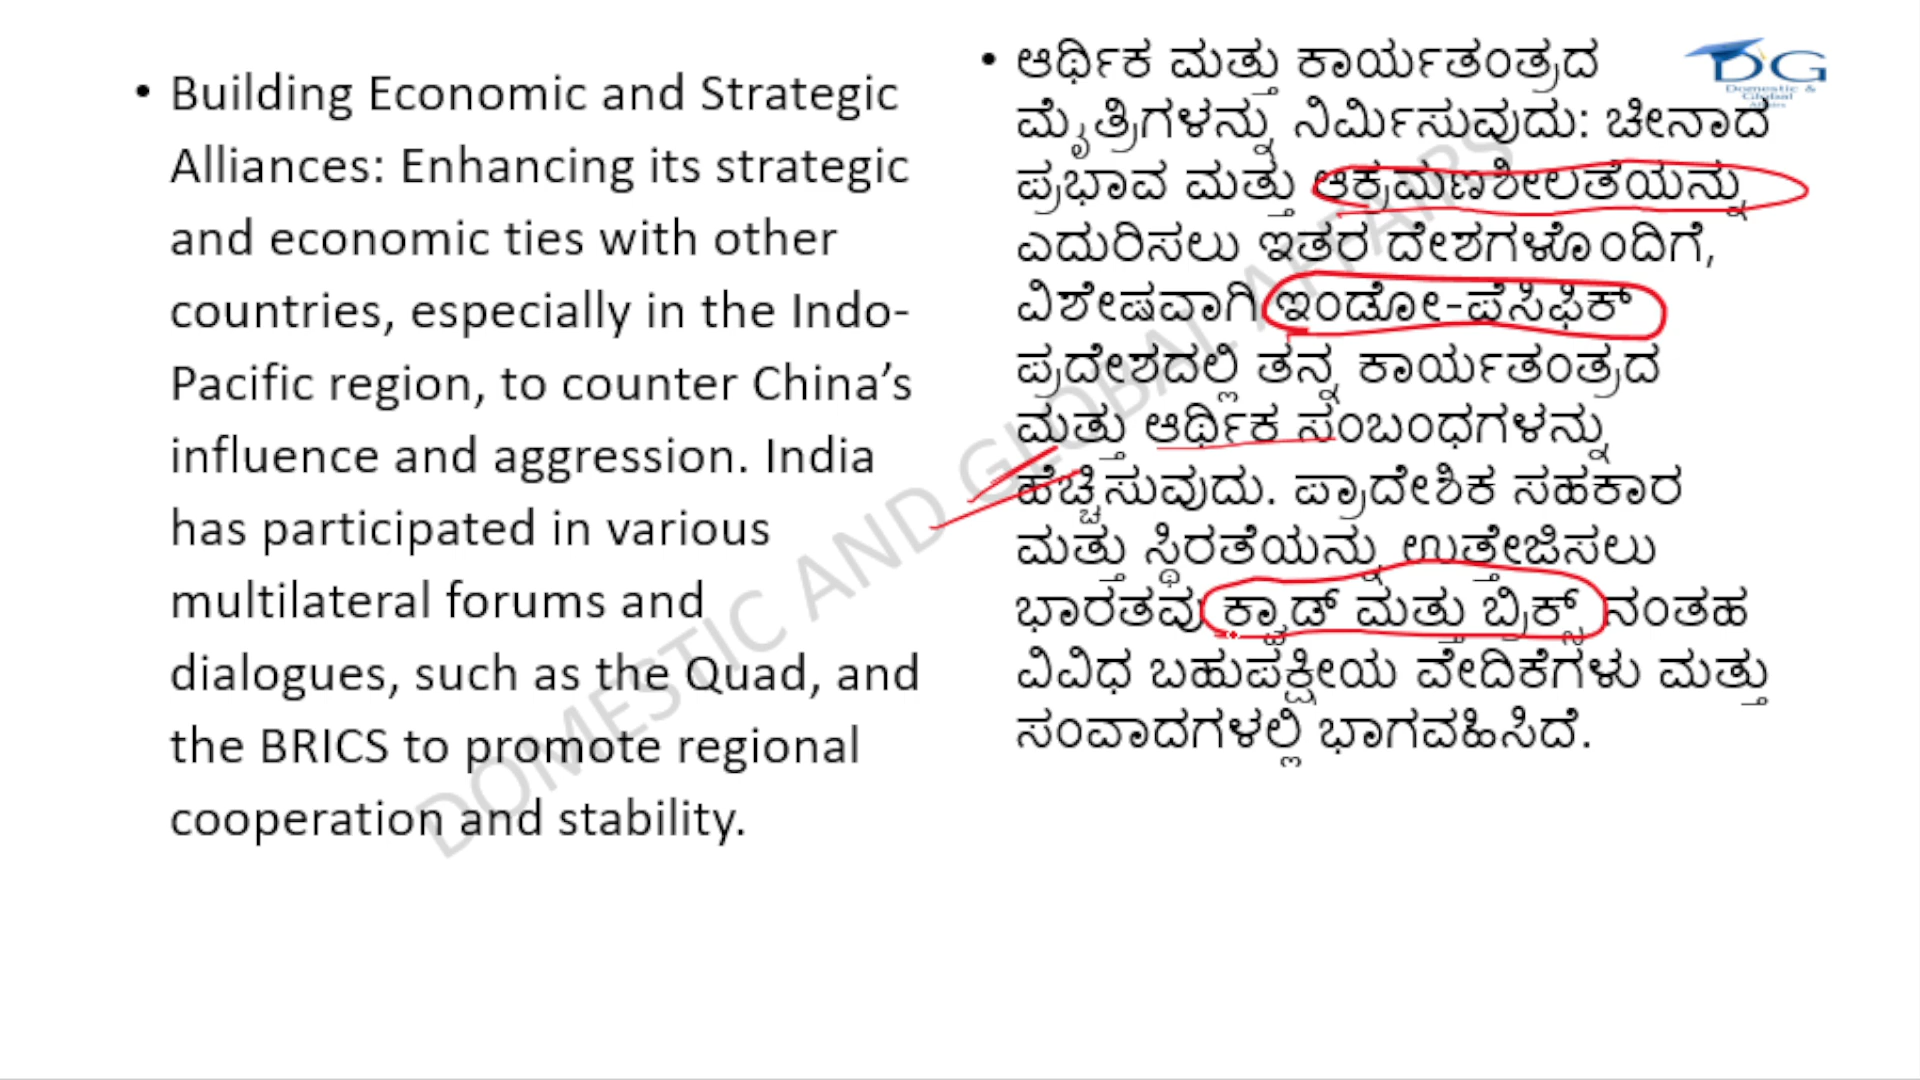 • Building Economic and Strategic
Alliances: Enhancing its strategic
and economic ties with other
countries, especially in the Indo-
Pacific region, to counter China’s
influence and aggression. India
has participated in various
multilateral forums and
dialogues, such as the Quad, and
the BRICS to promote regional
cooperation and stability.
• ಆರ್ಥಿಕ ಮತ್ತು ಕಾರ್ಯತಂತ್ರದ
ಮೈತ್ರಿಗಳನ್ನು ನಿರ್ಮಿಸುವುದು: ಚೀನಾದ
ಪ್ರಭಾವ ಮತ್ತು ಆಕ್ರಮಣಶೀಲತೆಯನ್ನು
ಎದುರಿಸಲು ಇತರ ದೇಶಗಳೊಂದಿಗೆ,
ವಿಶೇಷವಾಗಿ ಇಂಡೋ-ಪೆಸಿಫಿಕ್
ಪ್ರದೇಶದಲ್ಲಿ ತನ್ನ ಕಾರ್ಯತಂತ್ರದ
ಮತ್ತು ಆರ್ಥಿಕ ಸಂಬಂಧಗಳನ್ನು
ಹೆಚ್ಚಿಸುವುದು. ಪ್ರಾದೇಶಿಕ ಸಹಕಾರ
ಮತ್ತು ಸ್ಥಿರತೆಯನ್ನು ಉತ್ತೇಜಿಸಲು
ಭಾರತವು ಕ್ವಾಡ್ ಮತ್ತು ಬ್ರಿಕ್ಸ್ ನಂತಹ
ವಿವಿಧ ಬಹುಪಕ್ಷೀಯ ವೇದಿಕೆಗಳು ಮತ್ತು
ಸಂವಾದಗಳಲ್ಲಿ ಭಾಗವಹಿಸಿದೆ.
DG
Domestic &
Global
Affairs
DOMESTIC AND GLOBAL AFFAIRS